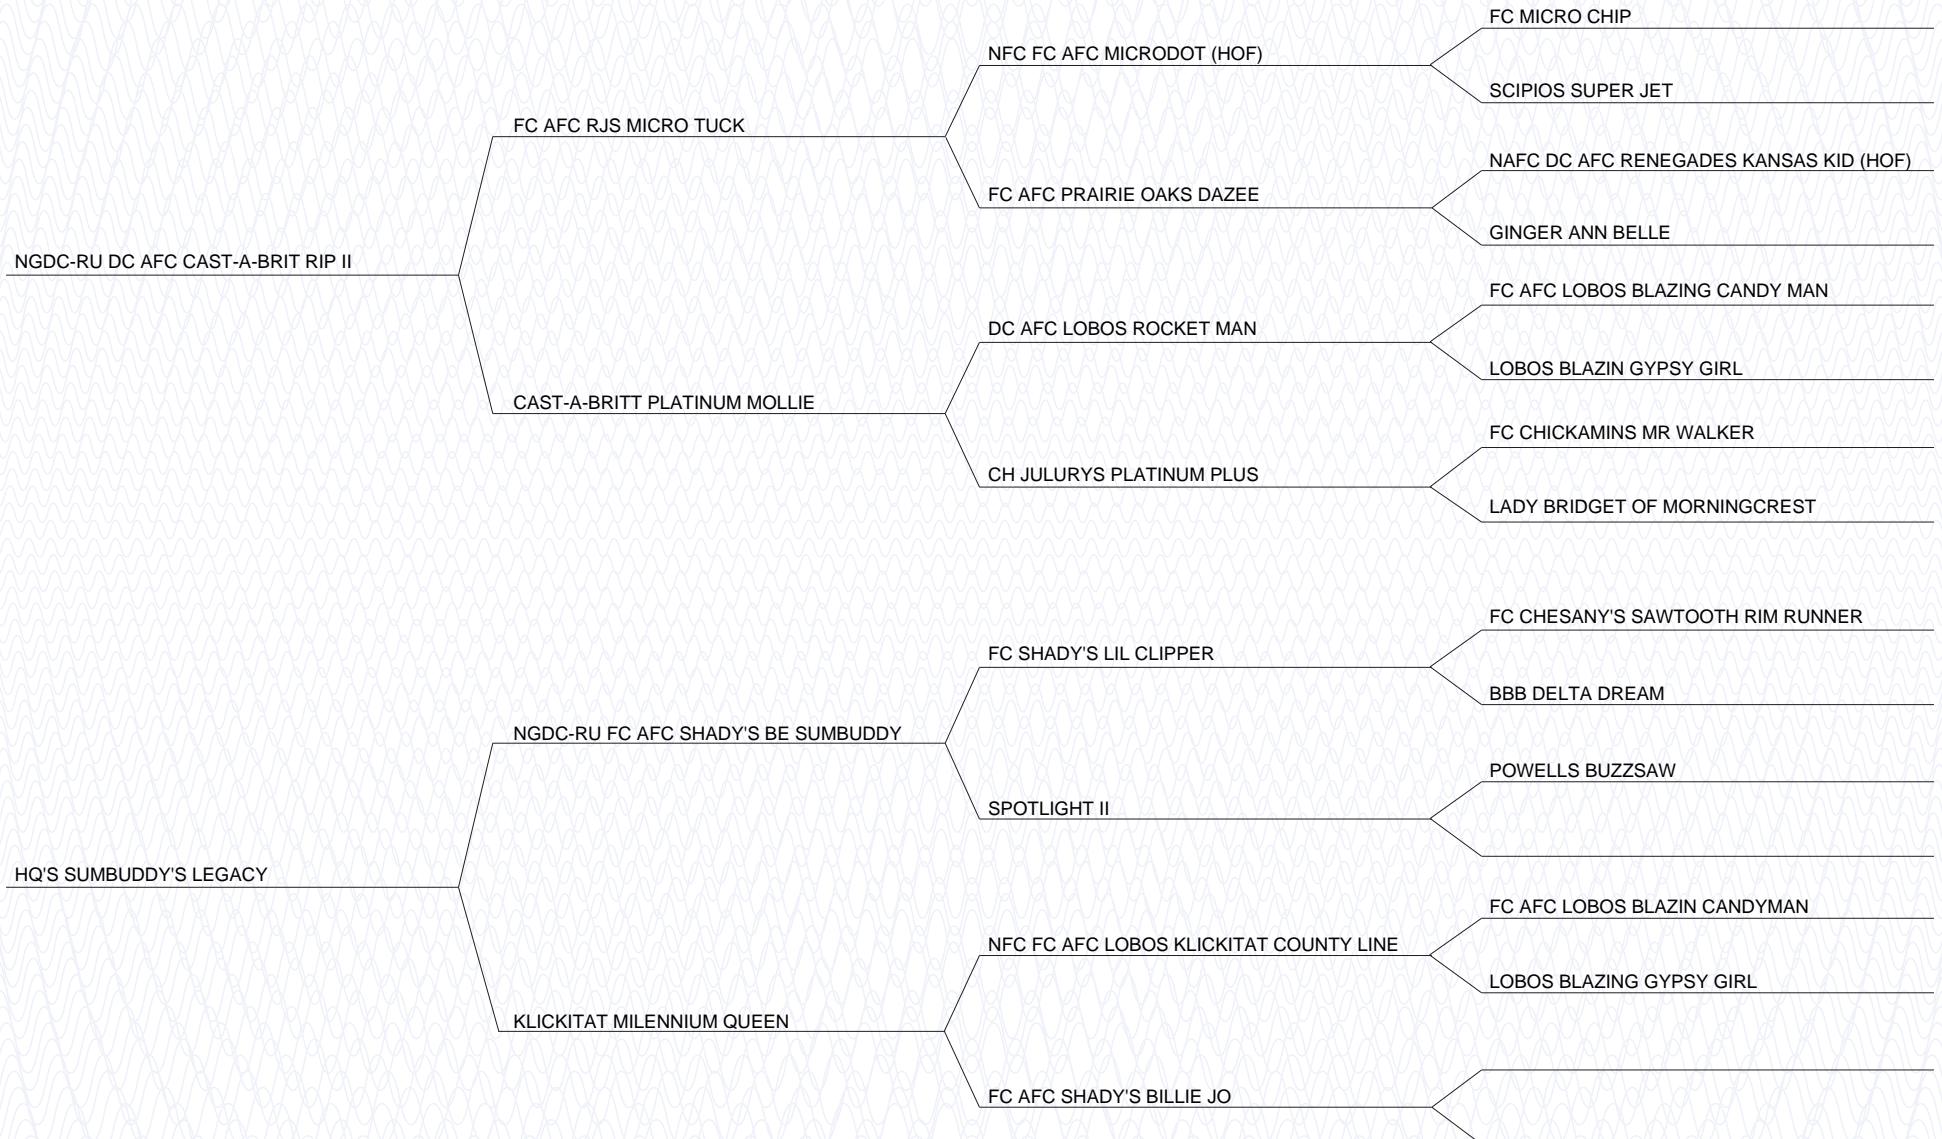 FC MICRO CHIP
NFC FC AFC MICRODOT (HOF)
SCIPIOS SUPER JET
FC AFC RJS MICRO TUCK
NAFC DC AFC RENEGADES KANSAS KID (HOF)
FC AFC PRAIRIE OAKS DAZEE
GINGER ANN BELLE
NGDC-RU DC AFC CAST-A-BRIT RIP II
FC AFC LOBOS BLAZING CANDY MAN
DC AFC LOBOS ROCKET MAN
LOBOS BLAZIN GYPSY GIRL
CAST-A-BRITT PLATINUM MOLLIE
FC CHICKAMINS MR WALKER
CH JULURYS PLATINUM PLUS
LADY BRIDGET OF MORNINGCREST
FC CHESANY'S SAWTOOTH RIM RUNNER
FC SHADY'S LIL CLIPPER
BBB DELTA DREAM
NGDC-RU FC AFC SHADY'S BE SUMBUDDY
POWELLS BUZZSAW
SPOTLIGHT II
HQ'S SUMBUDDY'S LEGACY
FC AFC LOBOS BLAZIN CANDYMAN
NFC FC AFC LOBOS KLICKITAT COUNTY LINE
LOBOS BLAZING GYPSY GIRL
KLICKITAT MILENNIUM QUEEN
FC AFC SHADY'S BILLIE JO